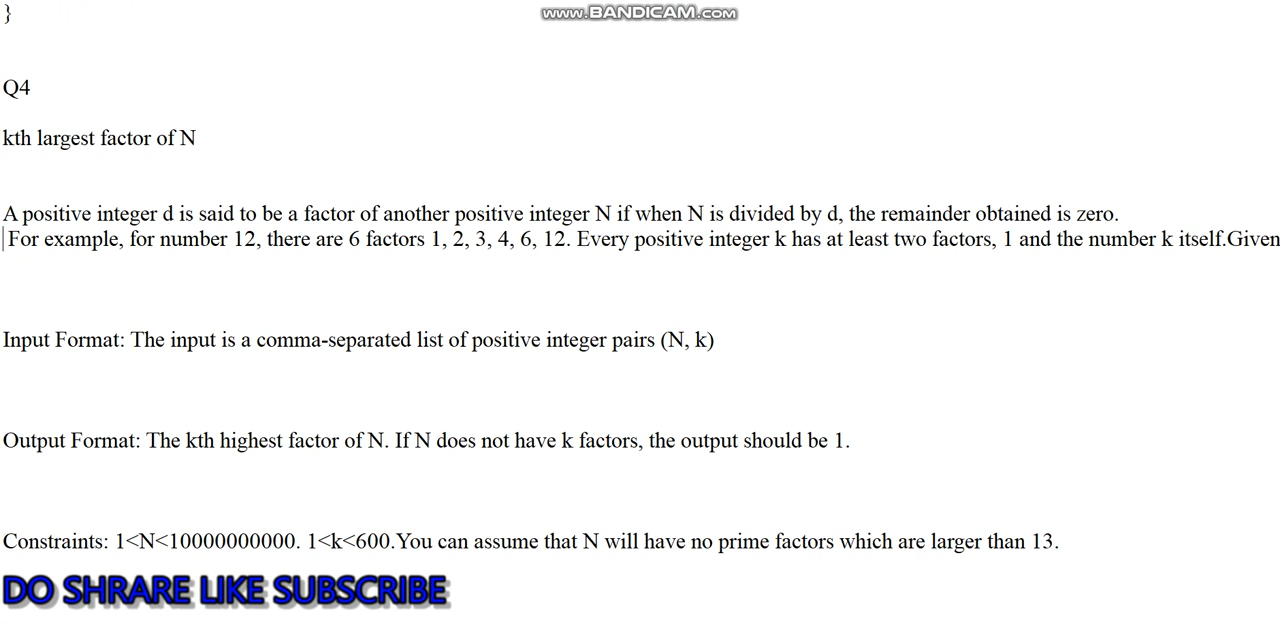 }
www.BANDICAM.com
Q4
kth largest factor of N
A positive integer d is said to be a factor of another positive integer N if when N is divided by d, the remainder obtained is zero.
For example, for number 12, there are 6 factors 1, 2, 3, 4, 6, 12. Every positive integer k has at least two factors, 1 and the number k itself.Given
Input Format: The input is a comma-separated list of positive integer pairs (N, k)
Output Format: The kth highest factor of N. If N does not have k factors, the output should be 1.
Constraints: 1<N<10000000000. 1<k<600.You can assume that N will have no prime factors which are larger than 13.
DO SHRARE LIKE SUBSCRIBE